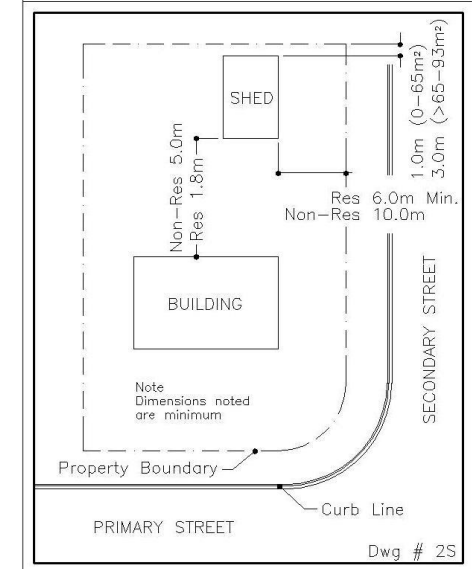 SHED
1.0m (0-65m²)
3.0m (>65-93m²)
Non-Res 5.0m
Res 1.8m
Res 6.0m Min.
Non-Res 10.0m
BUILDING
SECONDARY STREET
Note
Dimensions noted
are minimum
Property Boundary
Curb Line
PRIMARY STREET
Dwg # 2S